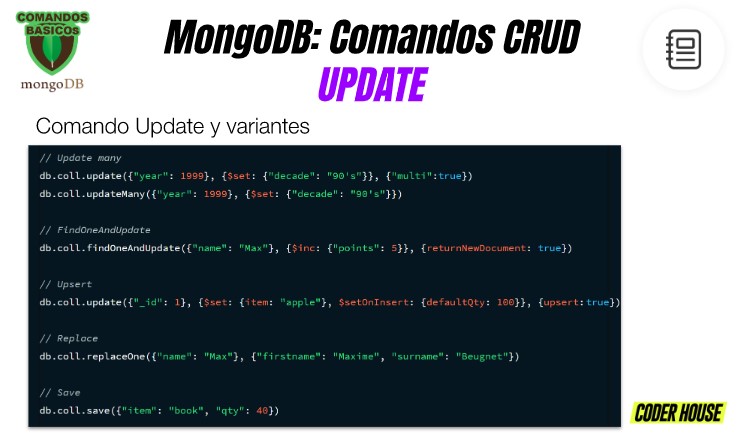 COMANDOS
BASICOS
mongoDB
MongoDB: Comandos CRUD
UPDATE
Comando Update y variantes
// Update many
db.coll.update({"year": 1999}, {$set: {"decade": "90's"}}, {"multi":true})
db.coll.updateMany({"year": 1999}, {$set: {"decade": "90's"}})
// FindOneAndUpdate
db.coll.findOneAndUpdate({"name": "Max"}, {$inc: {"points": 5}}, {returnNewDocument: true})
// Upsert
db.coll.update({"_id": 1}, {$set: {item: "apple"}, $setOnInsert: {defaultQty: 100}}, {upsert:true})
// Replace
db.coll.replaceOne({"name": "Max"}, {"firstname": "Maxime", "surname": "Beugnet"})
// Save
db.coll.save({"item": "book", "qty": 40})
CODER HOUSE